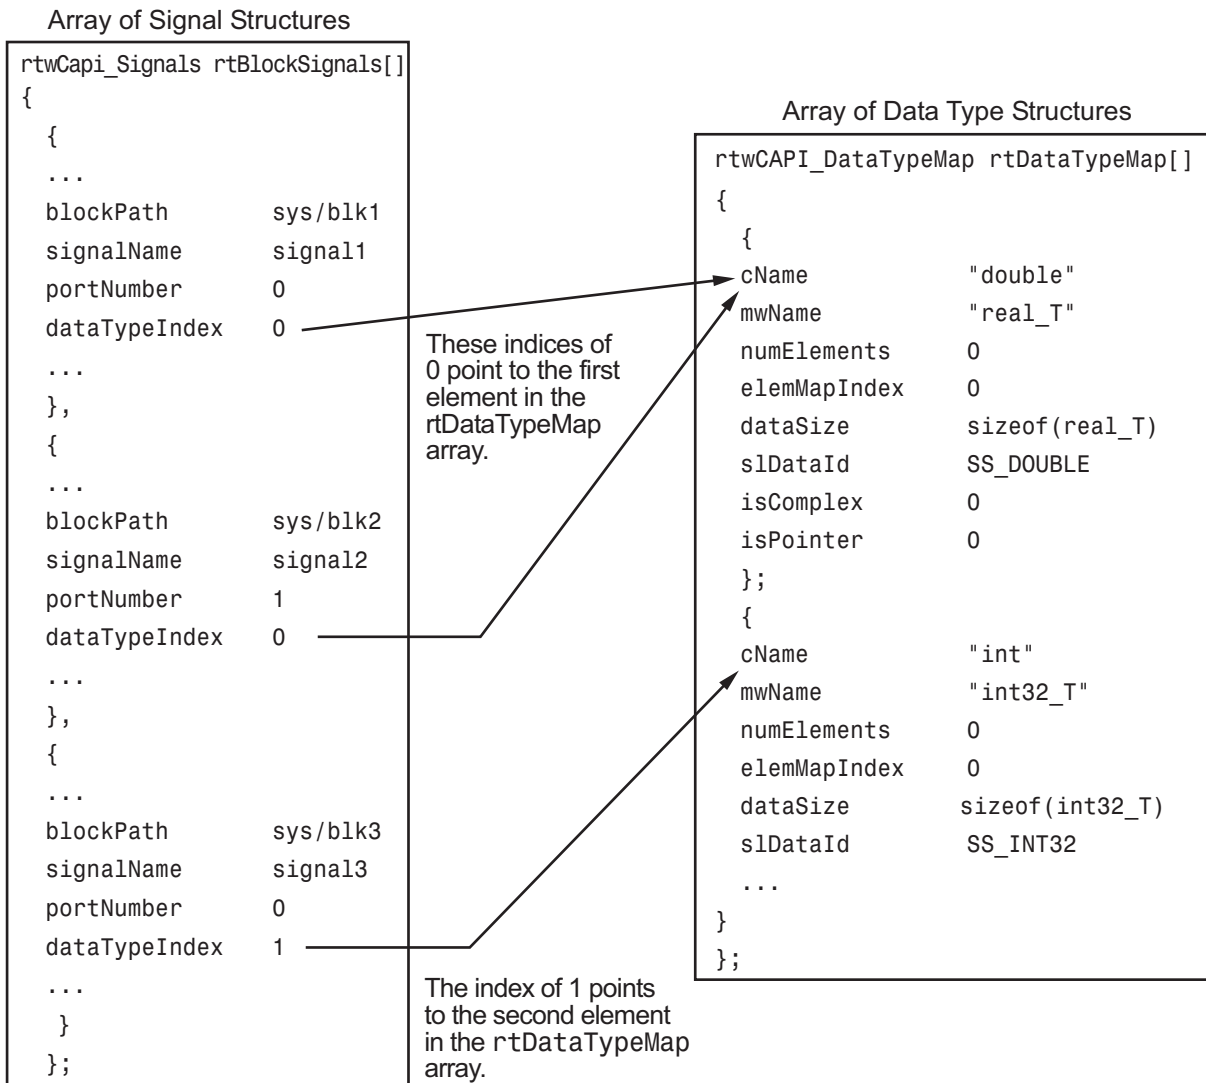 Array of Signal Structures
rtwCapi_Signals rtBlockSignals[]
{
{
...
blockPath sys/blk1
signalName signal1
portNumber 0
dataTypeIndex 0
...
},
{
...
blockPath sys/blk2
signalName signal2
portNumber 1
dataTypeIndex 0
...
},
{
...
blockPath sys/blk3
signalName signal3
portNumber 0
dataTypeIndex 1
...
}
};
These indices of
0 point to the first
element in the
rtDataTypeMap
array.
The index of 1 points
to the second element
in the rtDataTypeMap
array.
Array of Data Type Structures
rtwCAPI_DataTypeMap rtDataTypeMap[]
{
{
cName "double"
mwName "real_T"
numElements 0
elemMapIndex 0
dataSize sizeof(real_T)
slDataId SS_DOUBLE
isComplex 0
isPointer 0
};
{
cName "int"
mwName "int32_T"
numElements 0
elemMapIndex 0
dataSize sizeof(int32_T)
slDataId SS_INT32
...
}
};